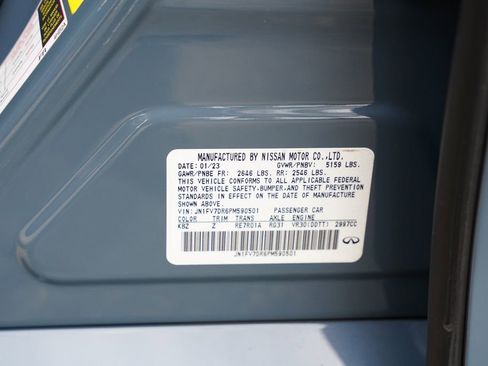 MANUFACTURED BY NISSAN MOTOR CO.,LTD.
DATE: 01/23 GVWR/PNBV: 5159 LBS.
GAWR/PNBE FR: 2646 LBS. RR: 2546 LBS.
THIS VEHICLE CONFORMS TO ALL APPLICABLE FEDERAL
MOTOR VEHICLE SAFETY,BUMPER,AND THEFT PREVENTION
STANDARDS IN EFFECT ON THE DATE OF MANUFACTURE
SHOWN ABOVE.
VIN: JN1FV7DR6PM590501 PASSENGER CAR
COLOR TRIM TRANS AXLE ENGINE
KBZ Z RE7R01A RG31 VR30(DDTT) 2997CC
JN1FV7DR6PM590501